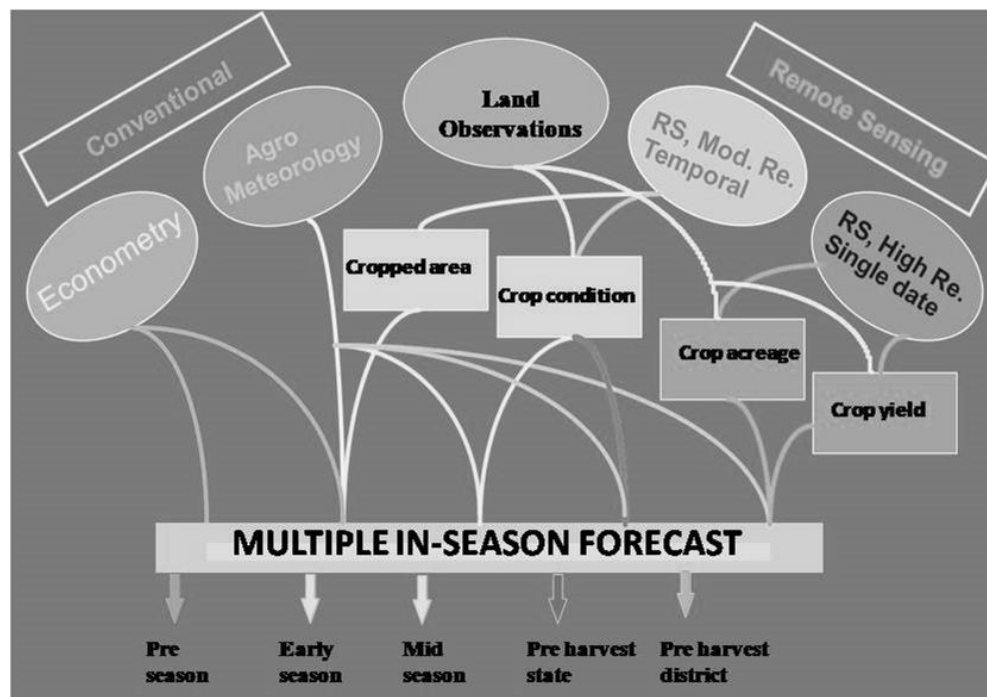 Conventional
Remote Sensing
Econometry
Agro
Meteorology
Land
Observations
RS, Mod. Re.
Temporal
RS, High Re.
Single date
Cropped area
Crop condition
Crop acreage
Crop yield
MULTIPLE IN-SEASON FORECAST
Pre
season
Early
season
Mid
season
Pre harvest
state
Pre harvest
district